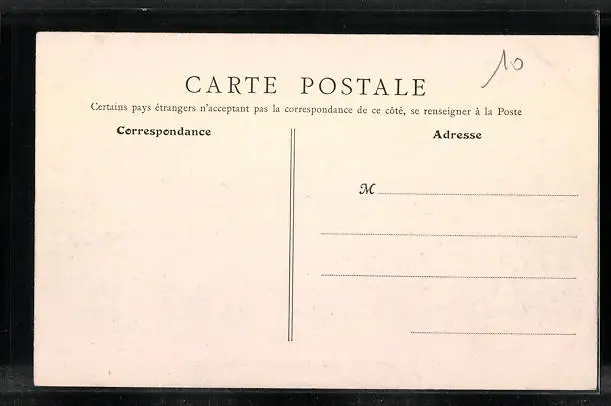 10
CARTE POSTALE
Certains pays étrangers n'acceptant pas la correspondance de ce côté, se renseigner à la Poste
Correspondance
Adresse
M